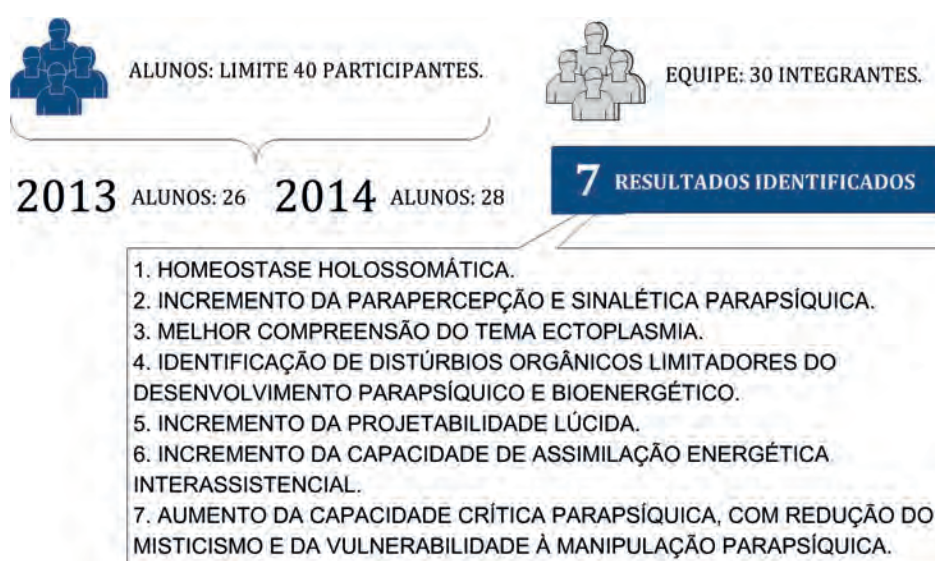 ALUNOS: LIMITE 40 PARTICIPANTES.
EQUIPE: 30 INTEGRANTES.
2013 ALUNOS: 26 2014 ALUNOS: 28
7 RESULTADOS IDENTIFICADOS
1. HOMEOSTASE HOLOSSOMÁTICA.
2. INCREMENTO DA PARAPERCEPÇÃO E SINALÉTICA PARAPSÍQUICA.
3. MELHOR COMPREENSÃO DO TEMA ECTOPLASMIA.
4. IDENTIFICAÇÃO DE DISTÚRBIOS ORGÂNICOS LIMITADORES DO
DESENVOLVIMENTO PARAPSÍQUICO E BIOENERGÉTICO.
5. INCREMENTO DA PROJETABILIDADE LÚCIDA.
6. INCREMENTO DA CAPACIDADE DE ASSIMILAÇÃO ENERGÉTICA
INTERASSISTENCIAL.
7. AUMENTO DA CAPACIDADE CRÍTICA PARAPSÍQUICA, COM REDUÇÃO DO
MISTICISMO E DA VULNERABILIDADE À MANIPULAÇÃO PARAPSÍQUICA.